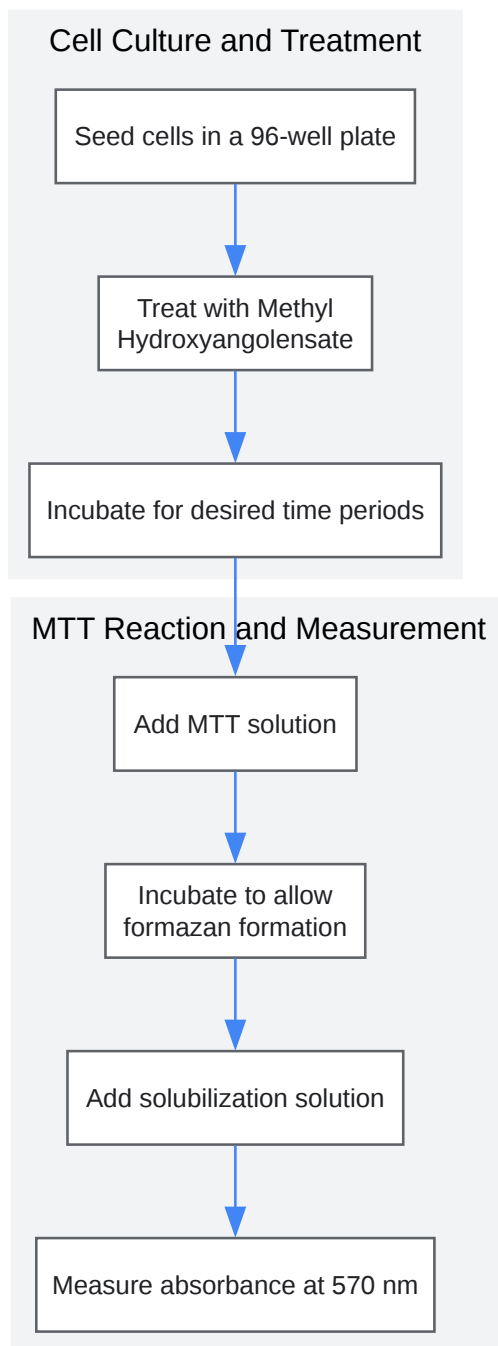 Cell Culture and Treatment
Seed cells in a 96-well plate
Treat with Methyl
Hydroxyangolensate
Incubate for desired time periods
MTT Reaction and Measurement
Add MTT solution
Incubate to allow
formazan formation
Add solubilization solution
Measure absorbance at 570 nm